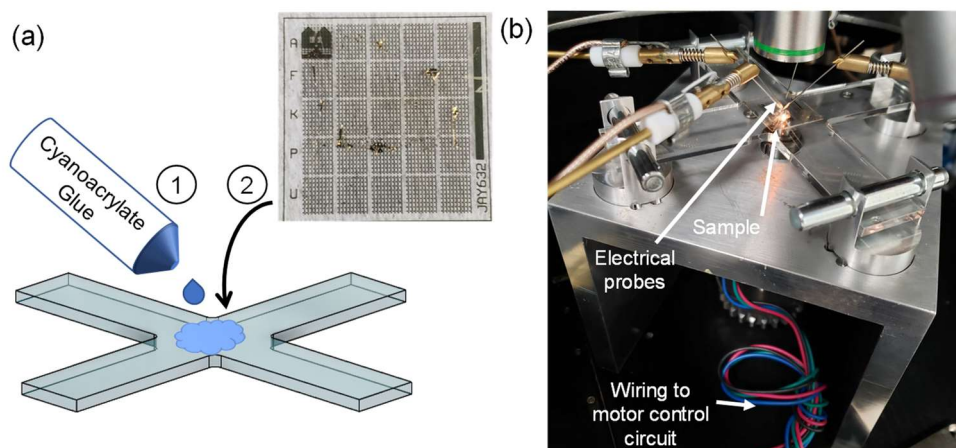 (a)
Cyanoacrylate
Glue
1
2
A
F
K
P
U
JAY632
(b)
Sample
Electrical
probes
Wiring to
motor control
circuit